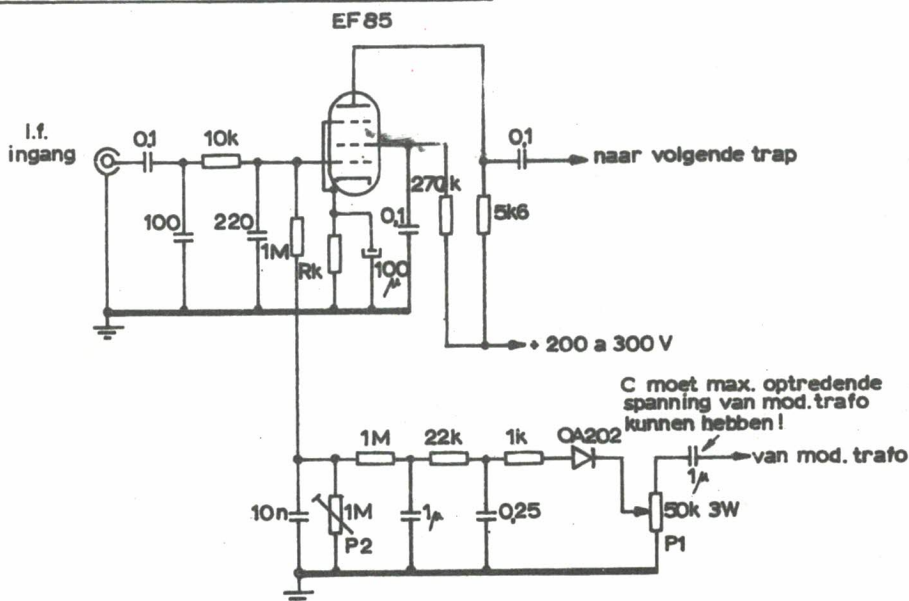 EF85
l.f.
ingang
0,1
10k
0,1
naar volgende trap
270k
100
220
1M
Rk
100
μ
0,1
5k6
+ 200 a 300 V
C moet max. optredende
spanning van mod. trafo
kunnen hebben!
1M
22k
1k
OA202
van mod. trafo
1μ
10n
1M
P2
1μ
0,25
50k 3W
P1